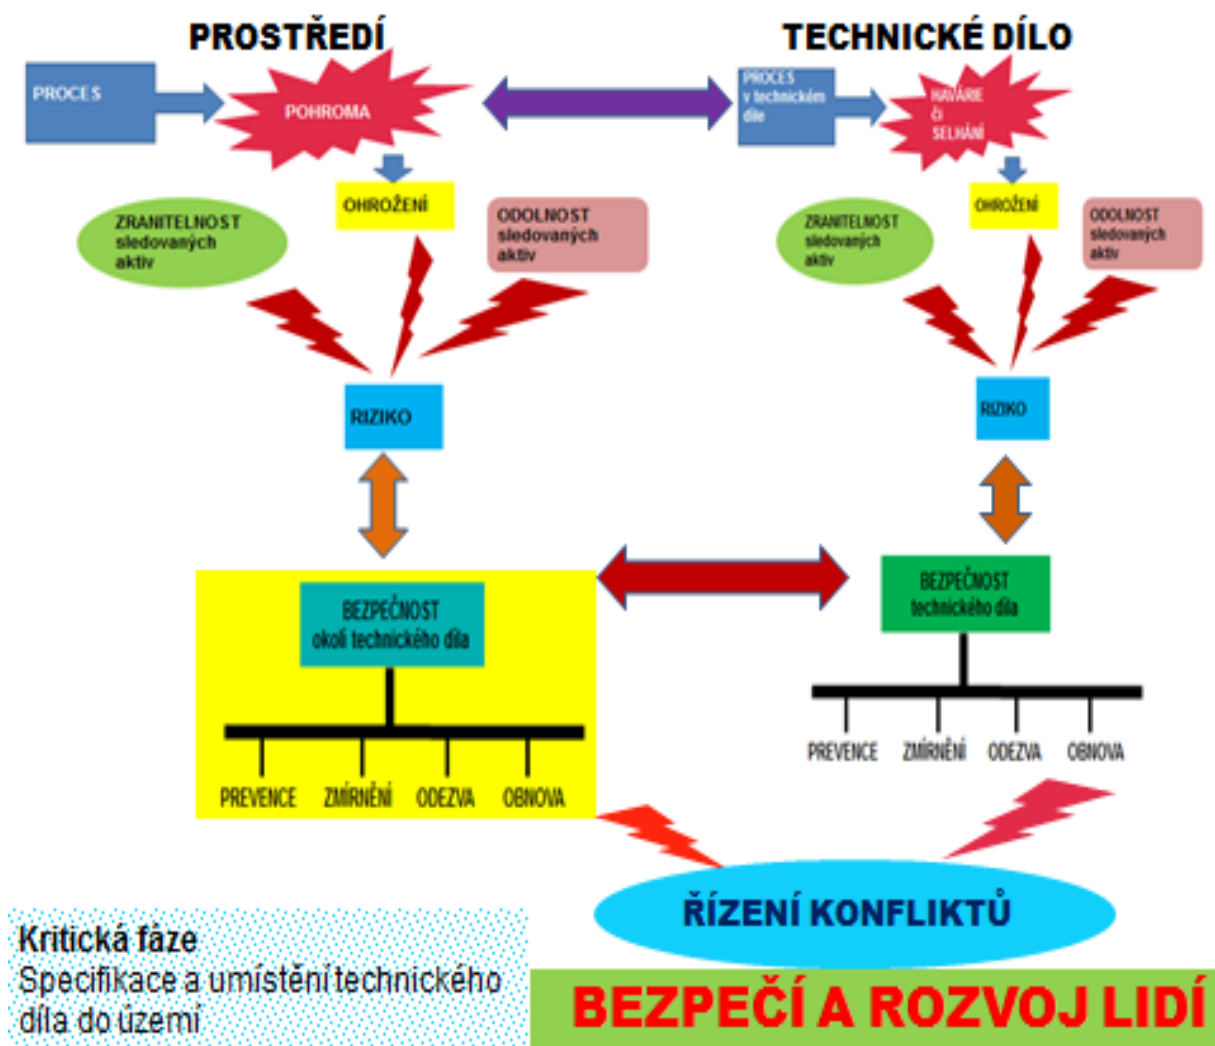 PROSTŘEDÍ
TECHNICKÉ DÍLO
PROCES
POHROMA
PROCES
v technickém
díle
HAVÁRIE
ČI
SELHÁNÍ
OHROŽENÍ
ZRANITELNOST
sledovaných
aktiv
ODOLNOST
sledovaných
aktiv
OHROŽENÍ
ZRANITELNOST
sledovaných
aktiv
ODOLNOST
sledovaných
aktiv
RIZIKO
RIZIKO
BEZPEČNOST
okolí technického díla
BEZPEČNOST
technického díla
PREVENCE ZMÍRNĚNÍ ODEZVA OBNOVA
PREVENCE ZMÍRNĚNÍ ODEZVA OBNOVA
ŘÍZENÍ KONFLIKTŮ
Kritická fáze
Specifikace a umístění technického
díla do území
BEZPEČÍ A ROZVOJ LIDÍ